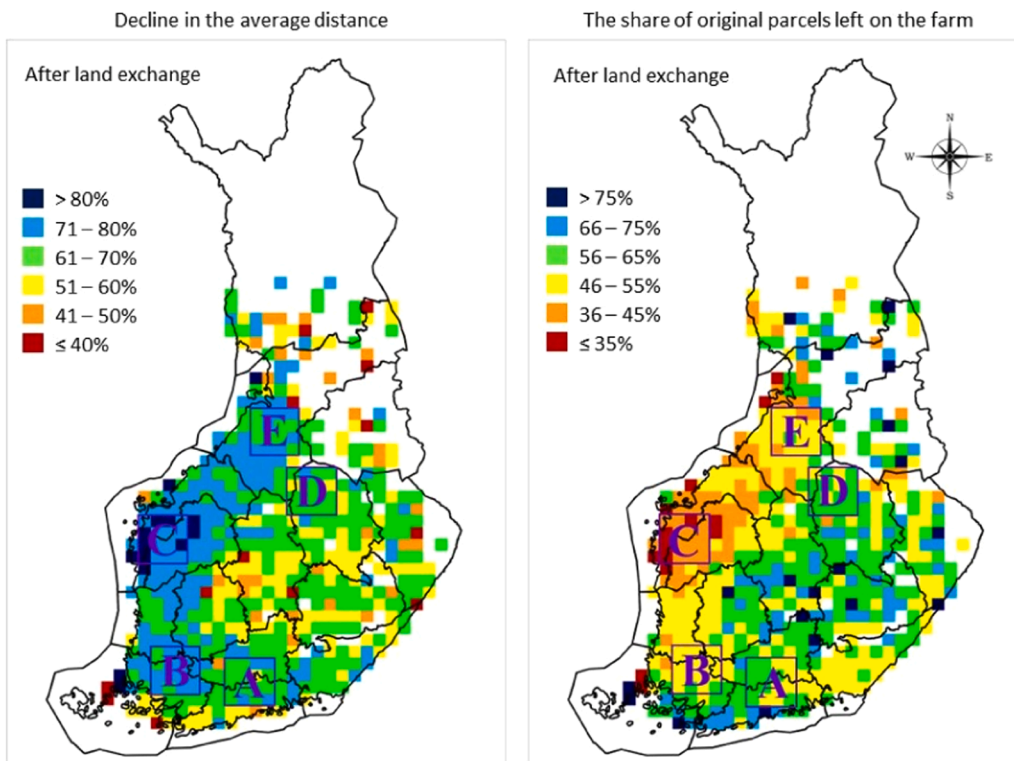 Decline in the average distance
The share of original parcels left on the farm
After land exchange
> 80%
71 – 80%
61 – 70%
51 – 60%
41 – 50%
≤ 40%
E
D
C
B
A
After land exchange
N
W
E
S
> 75%
66 – 75%
56 – 65%
46 – 55%
36 – 45%
≤ 35%
E
D
C
B
A